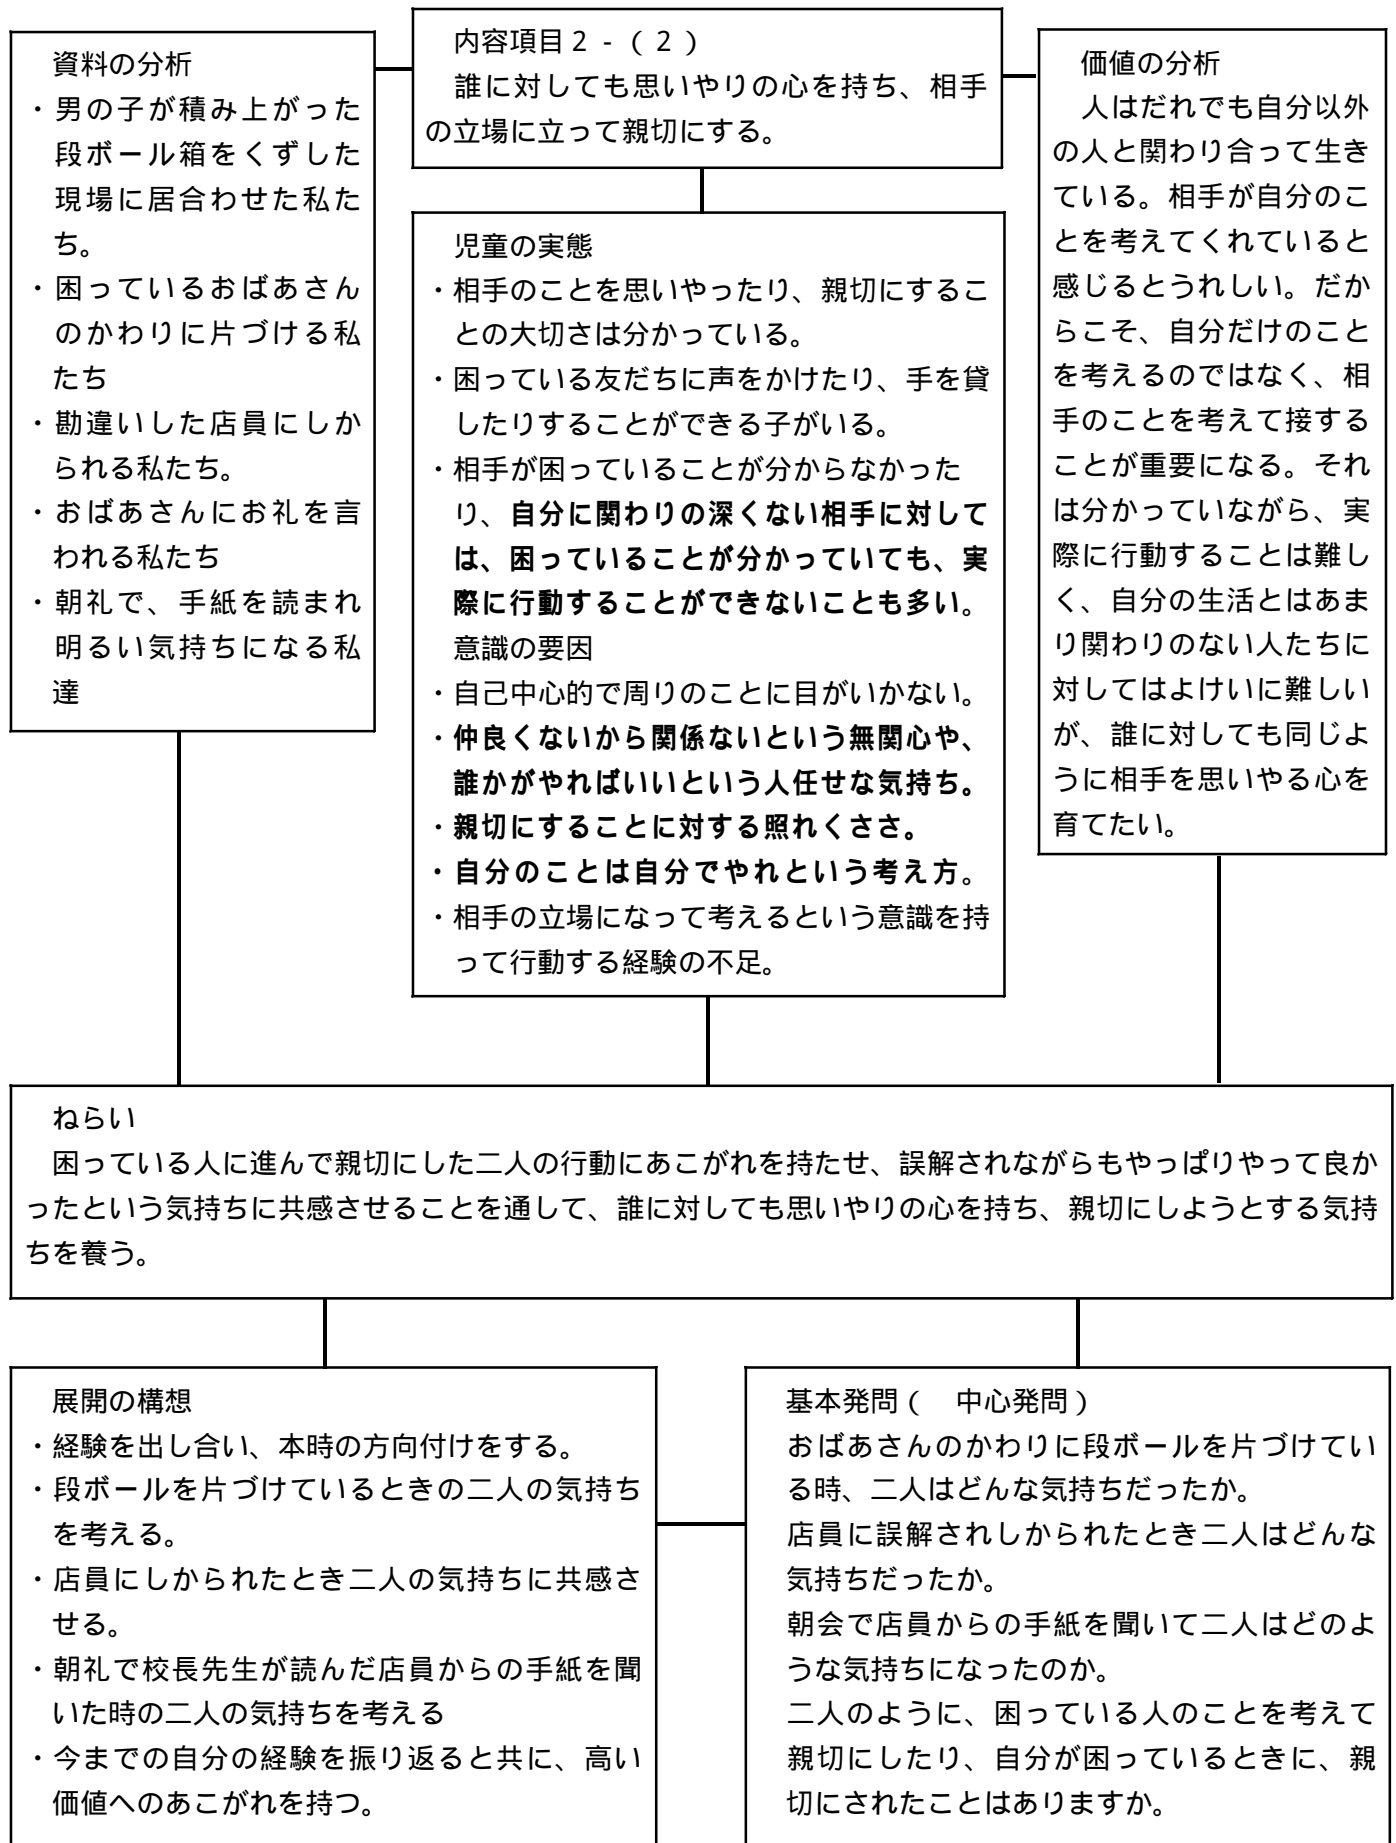 内容項目2-(2)
誰に対しても思いやりの心を持ち、相手
の立場に立って親切にする。
資料の分析
・男の子が積み上がった
段ボール箱をくずした
現場に居合わせた私た
ち。
・困っているおばあさん
のかわりに片づける私
たち
・勘違いした店員にしか
られる私たち。
・おばあさんにお礼を言
われる私たち
・朝礼で、手紙を読まれ
明るい気持ちになる私
達
児童の実態
・相手のことを思いやったり、親切にするこ
との大切さは分かっている。
・困っている友だちに声をかけたり、手を貸
したりすることができる子がいる。
・相手が困っていることが分からなかった
り、自分に関わりの深くない相手に対して
は、困っていることが分かっていても、実
際に行動することができないことも多い。
意識の要因
・自己中心的で周りのことに目がいかない。
・仲良くないから関係ないという無関心や、
誰かがやればいいという人任せな気持ち。
・親切にすることに対する照れくささ。
・自分のことは自分でやれという考え方。
・相手の立場になって考えるという意識を持
って行動する経験の不足。
価値の分析
人はだれでも自分以外
の人と関わり合って生き
ている。相手が自分のこ
とを考えてくれていると
感じるとうれしい。だか
らこそ、自分だけのこと
を考えるのではなく、相
手のことを考えて接する
ことが重要になる。それ
は分かっていながら、実
際に行動することは難し
く、自分の生活とはあま
り関わりのない人たちに
対してはよけいに難しい
が、誰に対しても同じよ
うに相手を思いやる心を
育てたい。
ねらい
困っている人に進んで親切にした二人の行動にあこがれを持たせ、誤解されながらもやっぱりやって良か
ったという気持ちに共感させることを通して、誰に対しても思いやりの心を持ち、親切にしようとする気持
ちを養う。
展開の構想
・経験を出し合い、本時の方向付けをする。
・段ボールを片づけているときの二人の気持ち
を考える。
・店員にしかられたとき二人の気持ちに共感さ
せる。
・朝礼で校長先生が読んだ店員からの手紙を聞
いた時の二人の気持ちを考える
・今までの自分の経験を振り返ると共に、高い
価値へのあこがれを持つ。
基本発問(　中心発問)
おばあさんのかわりに段ボールを片づけてい
る時、二人はどんな気持ちだったか。
店員に誤解されしかられたとき二人はどんな
気持ちだったか。
朝会で店員からの手紙を聞いて二人はどのよ
うな気持ちになったのか。
二人のように、困っている人のことを考えて
親切にしたり、自分が困っているときに、親
切にされたことはありますか。